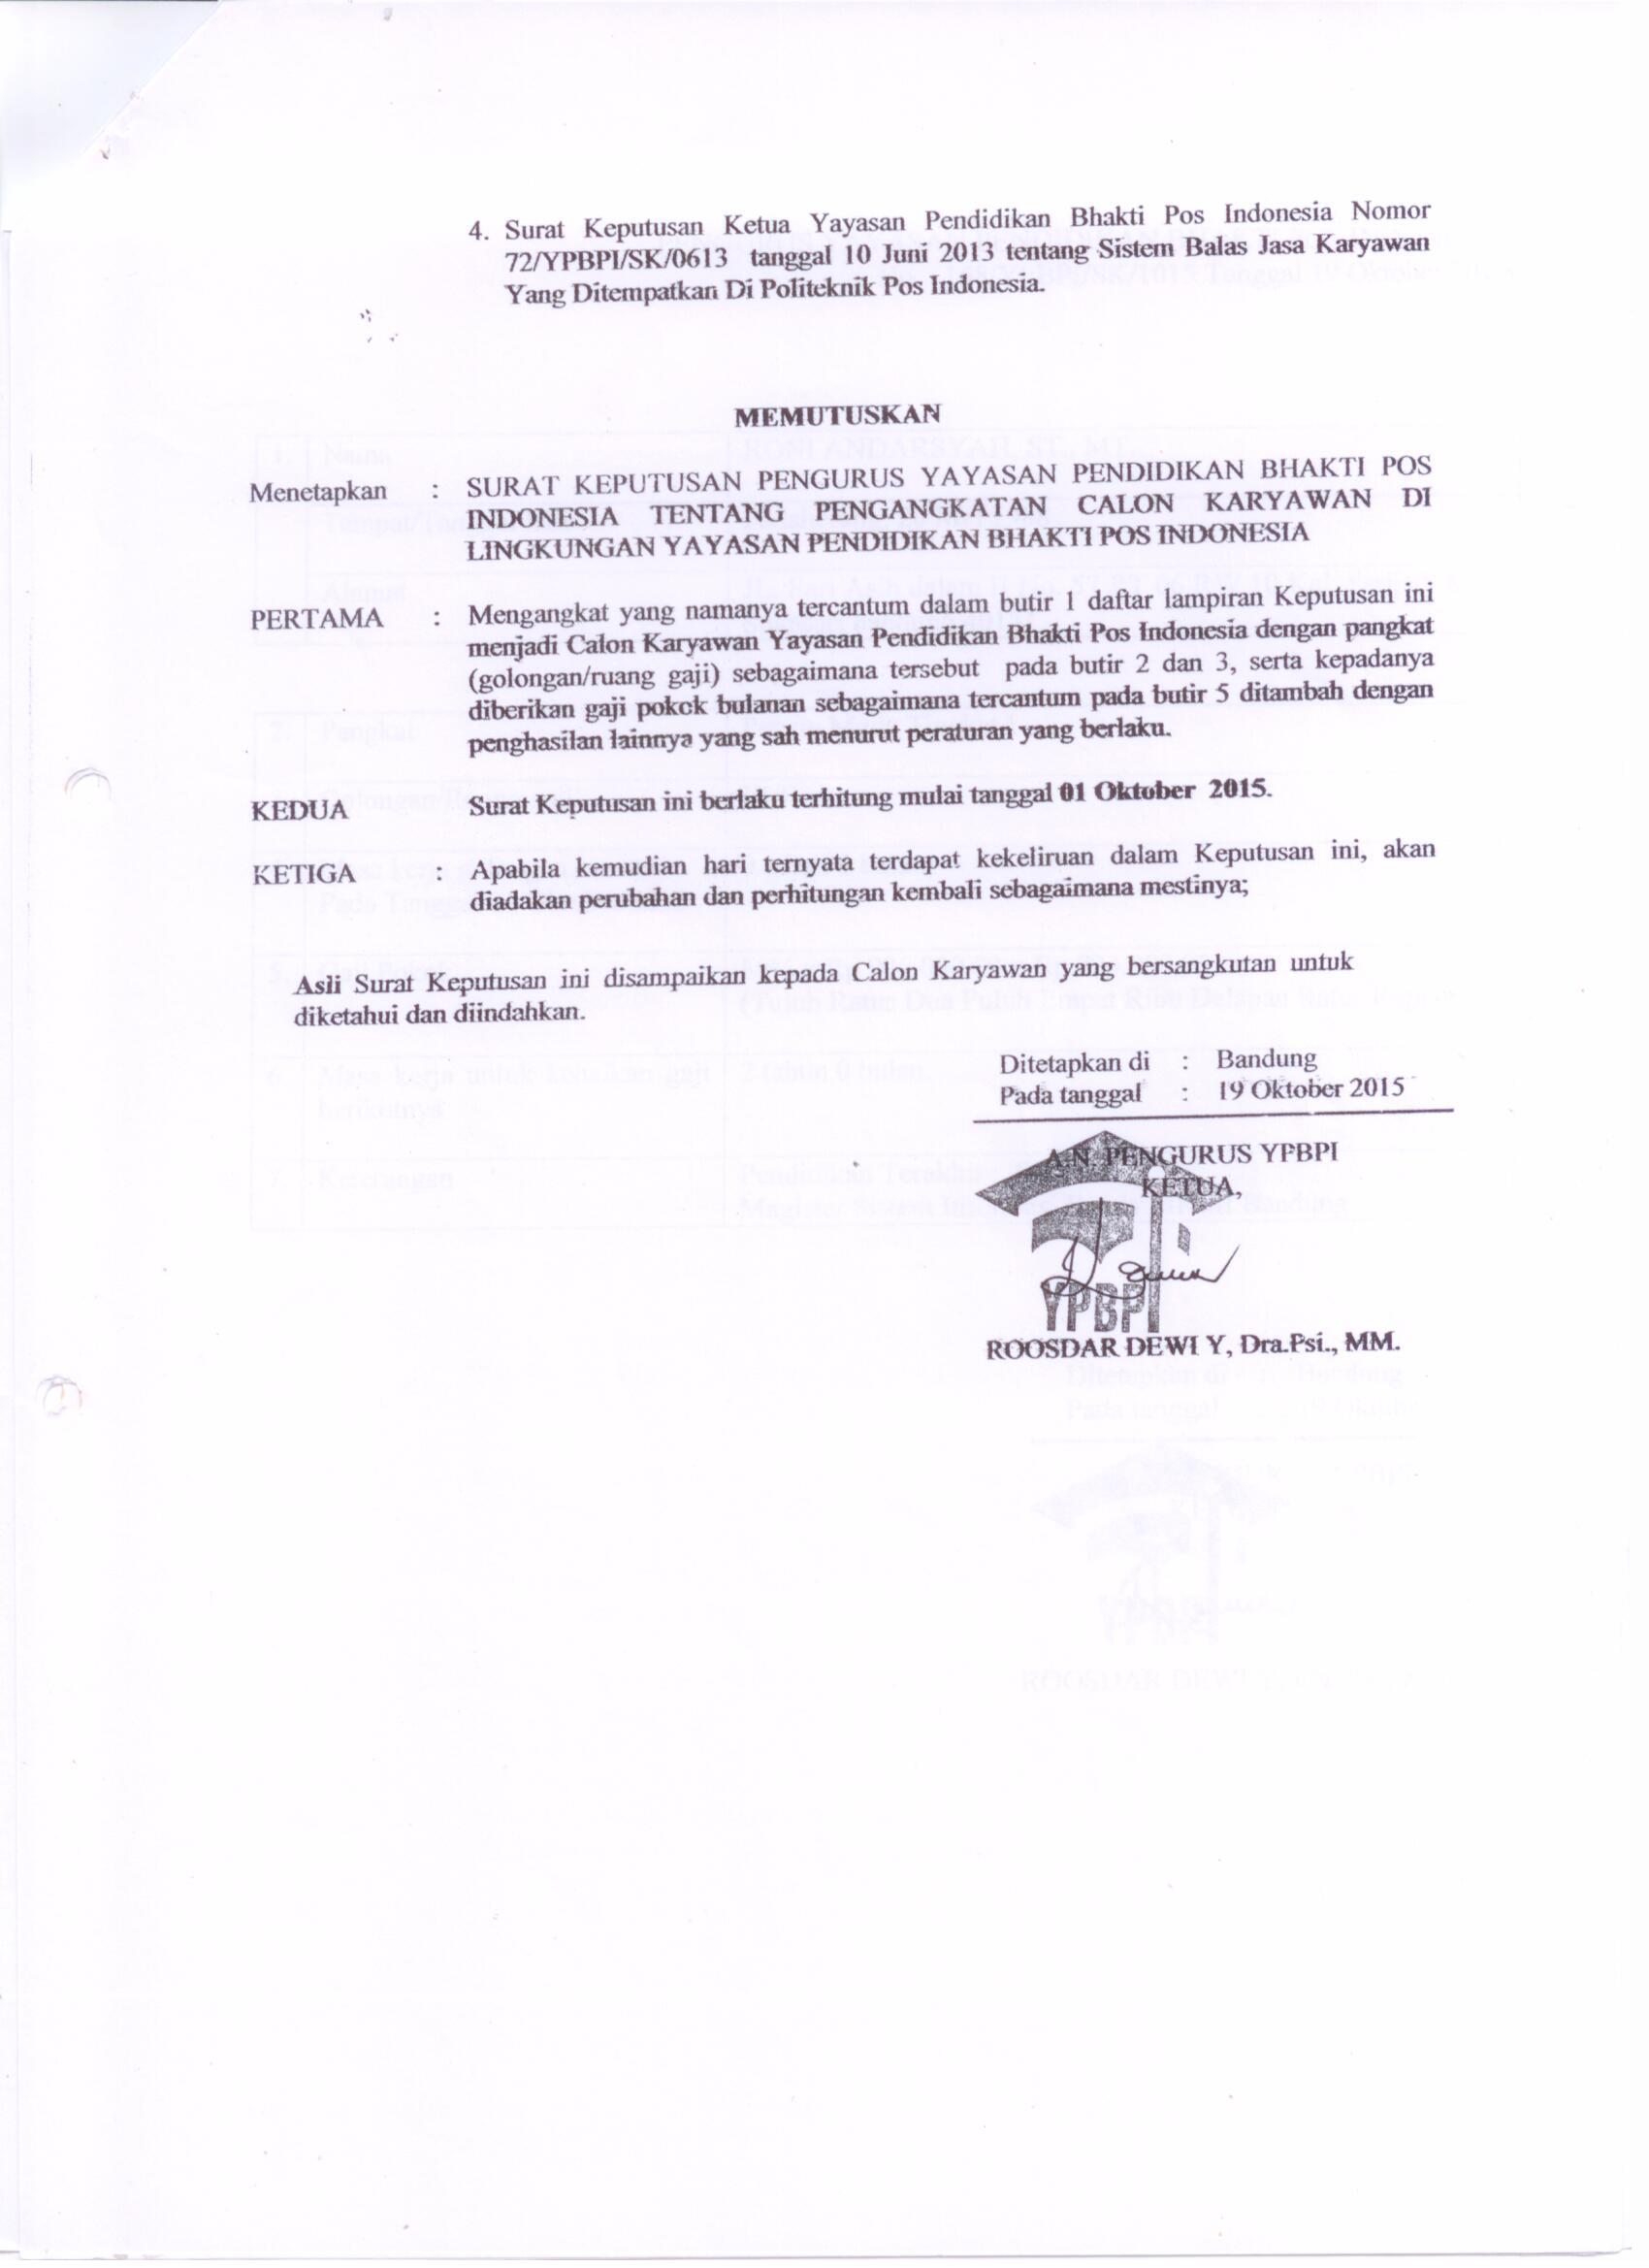 4. Surat Keputusan Ketua Yayasan Pendidikan Bhakti Pos Indonesia Nomor
72/YPBPI/SK/0613 tanggal 10 Juni 2013 tentang Sistem Balas Jasa Karyawan
Yang Ditempatkan Di Politeknik Pos Indonesia.
MEMUTUSKAN
Menetapkan : SURAT KEPUTUSAN PENGURUS YAYASAN PENDIDIKAN BHAKTI POS
INDONESIA TENTANG PENGANGKATAN CALON KARYAWAN DI
LINGKUNGAN YAYASAN PENDIDIKAN BHAKTI POS INDONESIA
PERTAMA : Mengangkat yang namanya tercantum dalam butir 1 daftar lampiran Keputusan ini
menjadi Calon Karyawan Yayasan Pendidikan Bhakti Pos Indonesia dengan pangkat
(golongan/ruang gaji) sebagaimana tersebut pada butir 2 dan 3, serta kepadanya
diberikan gaji pokok bulanan sebagaimana tercantum pada butir 5 ditambah dengan
penghasilan lainnya yang sah menurut peraturan yang berlaku.
KEDUA Surat Keputusan ini berlaku terhitung mulai tanggal 01 Oktober 2015.
KETIGA : Apabila kemudian hari ternyata terdapat kekeliruan dalam Keputusan ini, akan
diadakan perubahan dan perhitungan kembali sebagaimana mestinya;
Asli Surat Keputusan ini disampaikan kepada Calon Karyawan yang bersangkutan untuk
diketahui dan diindahkan.
Ditetapkan di : Bandung
Pada tanggal : 19 Oktober 2015
A.N. PENGURUS YPBPI
KETUA,
YPBPI
ROOSDAR DEWI Y, Dra.Psi., MM.